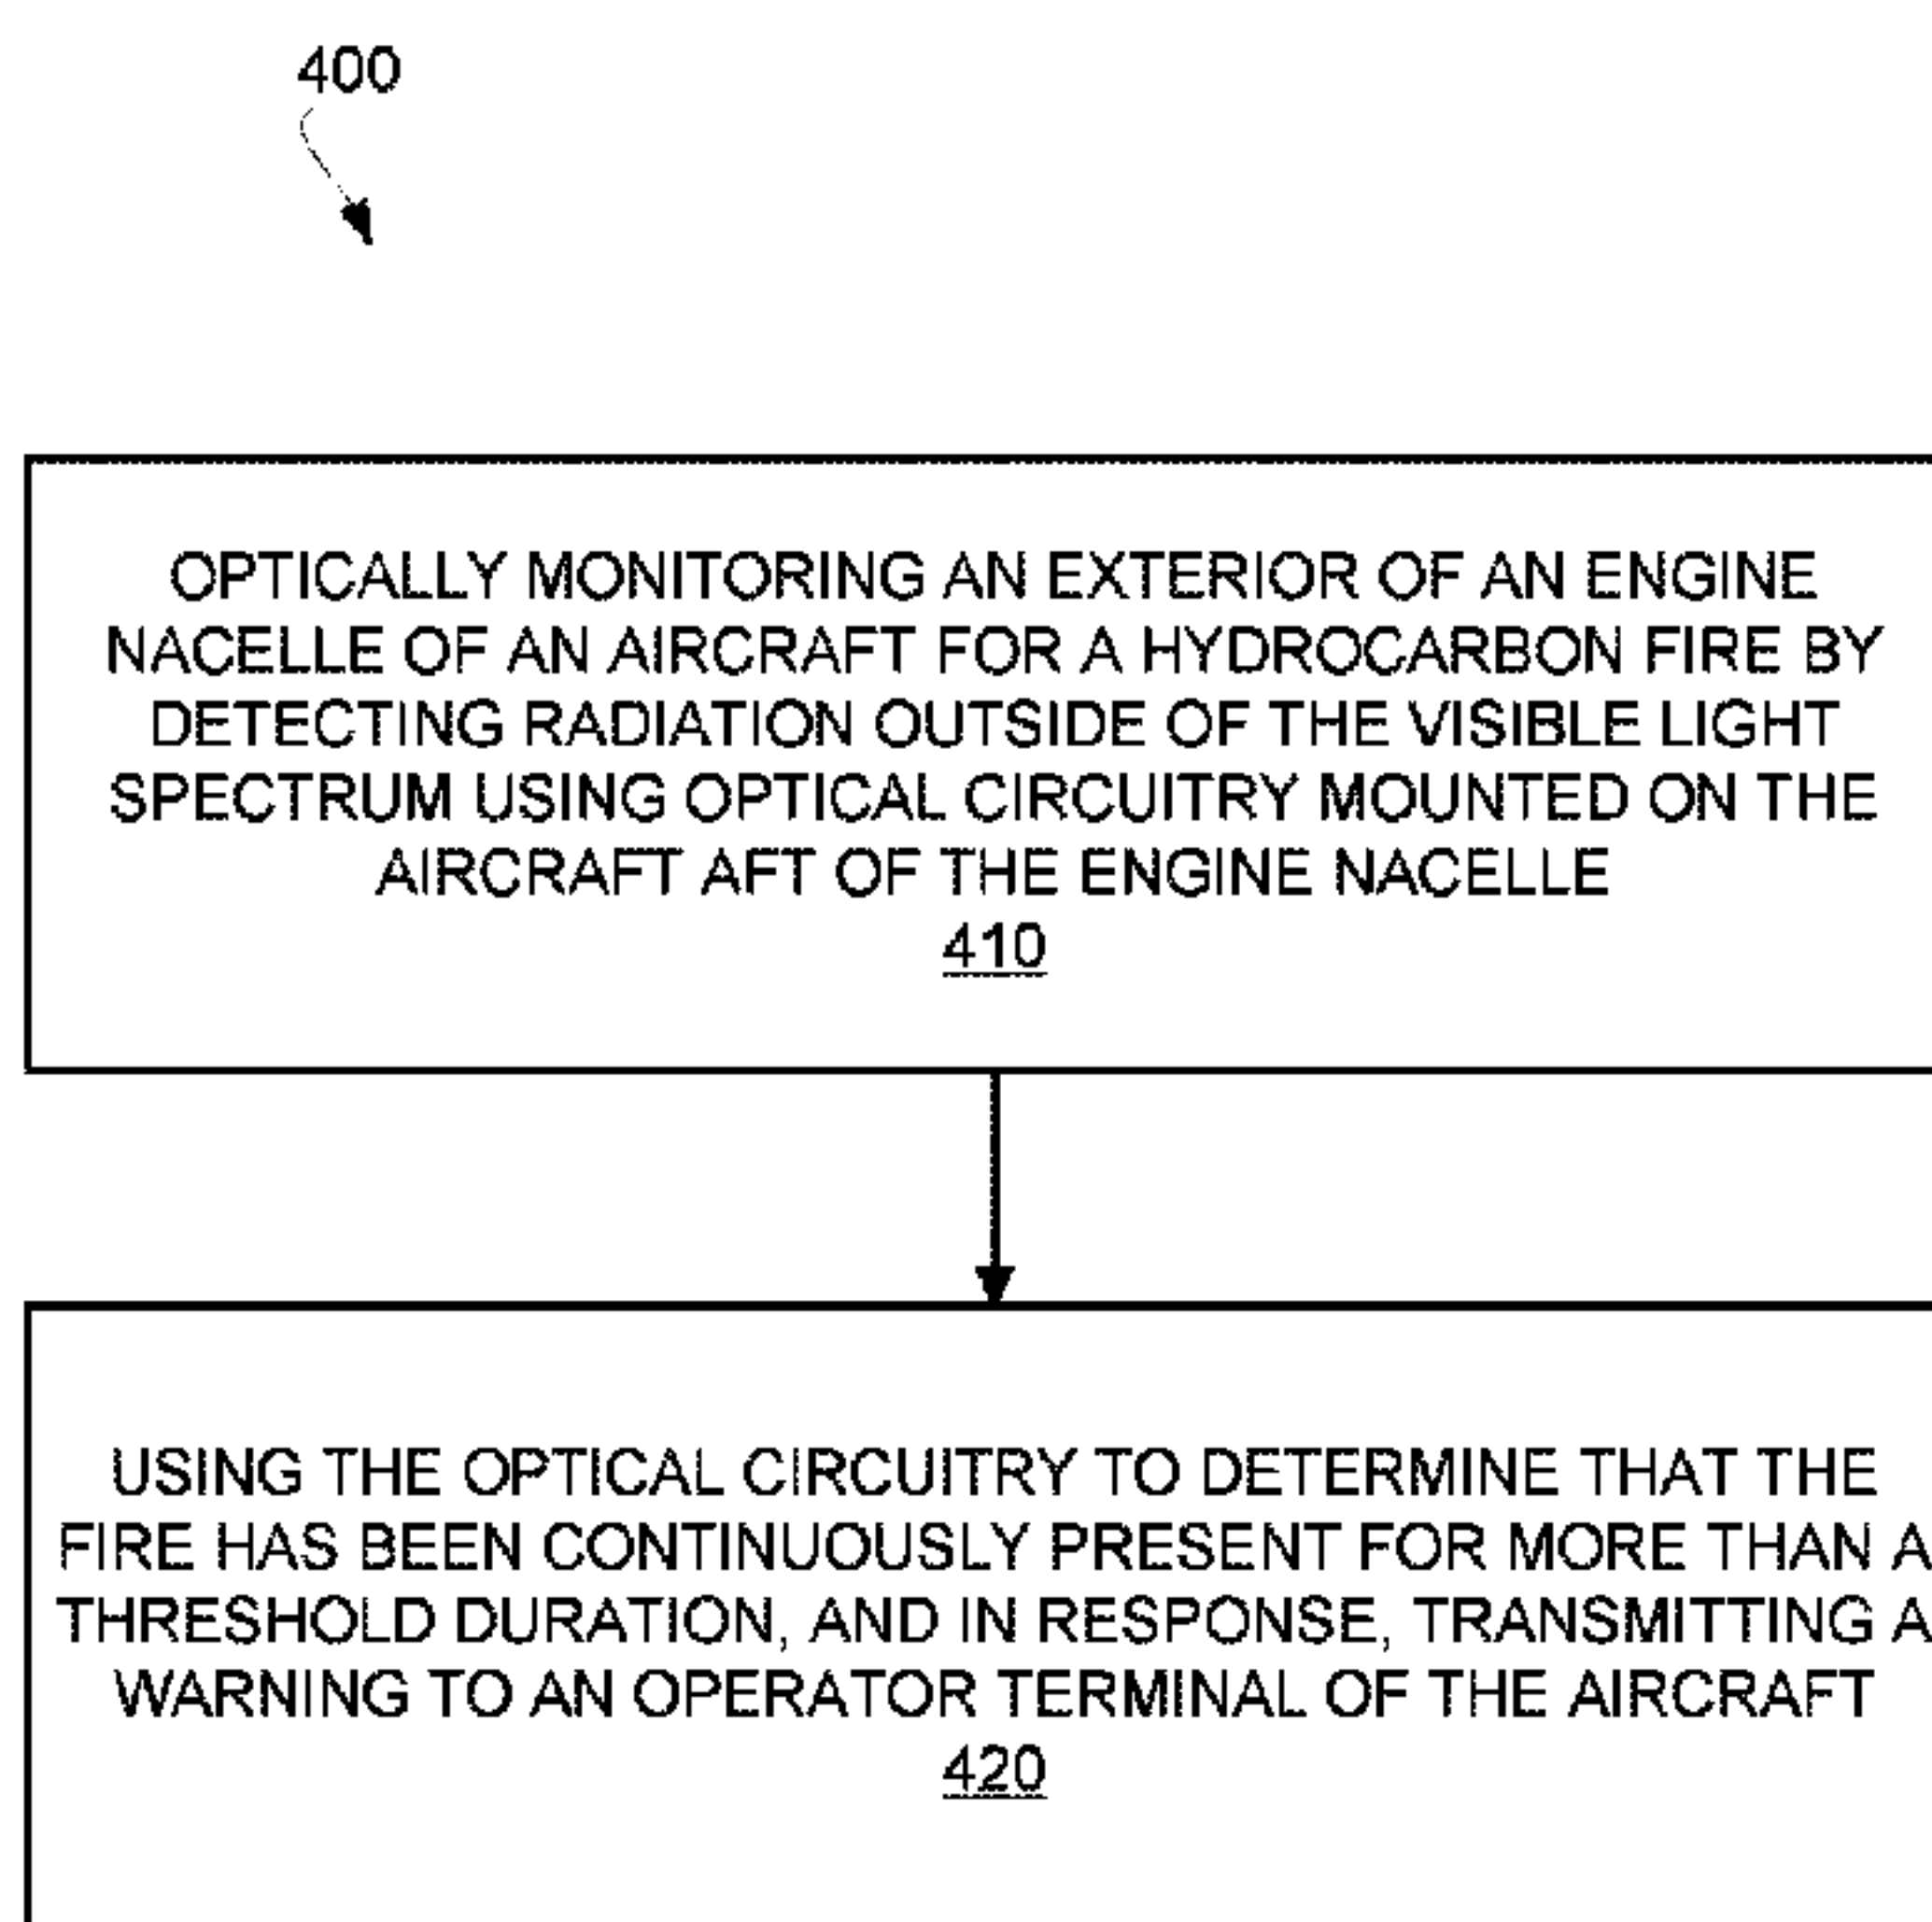 400
OPTICALLY MONITORING AN EXTERIOR OF AN ENGINE
NACELLE OF AN AIRCRAFT FOR A HYDROCARBON FIRE BY
DETECTING RADIATION OUTSIDE OF THE VISIBLE LIGHT
SPECTRUM USING OPTICAL CIRCUITRY MOUNTED ON THE
AIRCRAFT AFT OF THE ENGINE NACELLE
410
USING THE OPTICAL CIRCUITRY TO DETERMINE THAT THE
FIRE HAS BEEN CONTINUOUSLY PRESENT FOR MORE THAN A
THRESHOLD DURATION, AND IN RESPONSE, TRANSMITTING A
WARNING TO AN OPERATOR TERMINAL OF THE AIRCRAFT
420